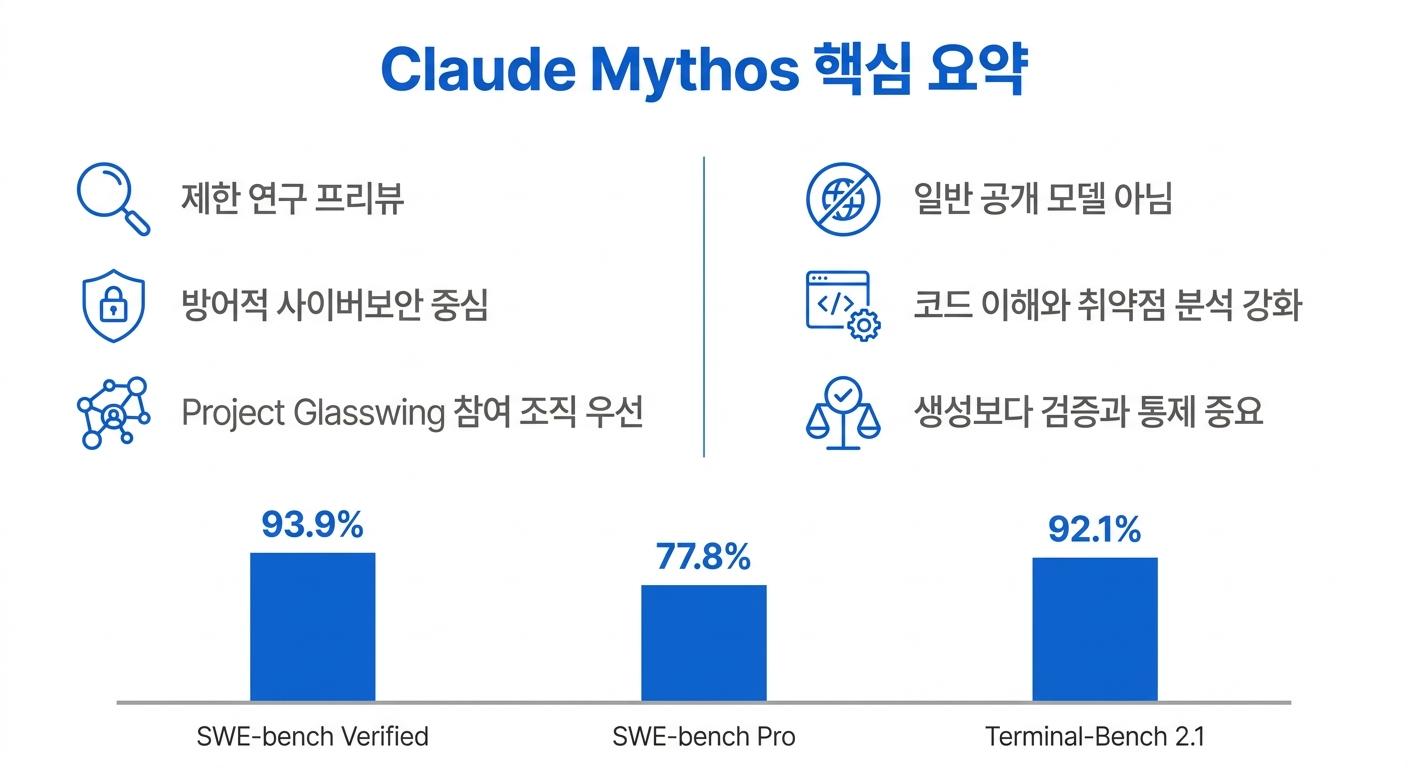 Claude Mythos 핵심 요약
제한 연구 프리뷰
방어적 사이버보안 중심
Project Glasswing 참여 조직 우선
일반 공개 모델 아님
코드 이해와 취약점 분석 강화
생성보다 검증과 통제 중요
93.9%
77.8%
92.1%
SWE-bench Verified
SWE-bench Pro
Terminal-Bench 2.1